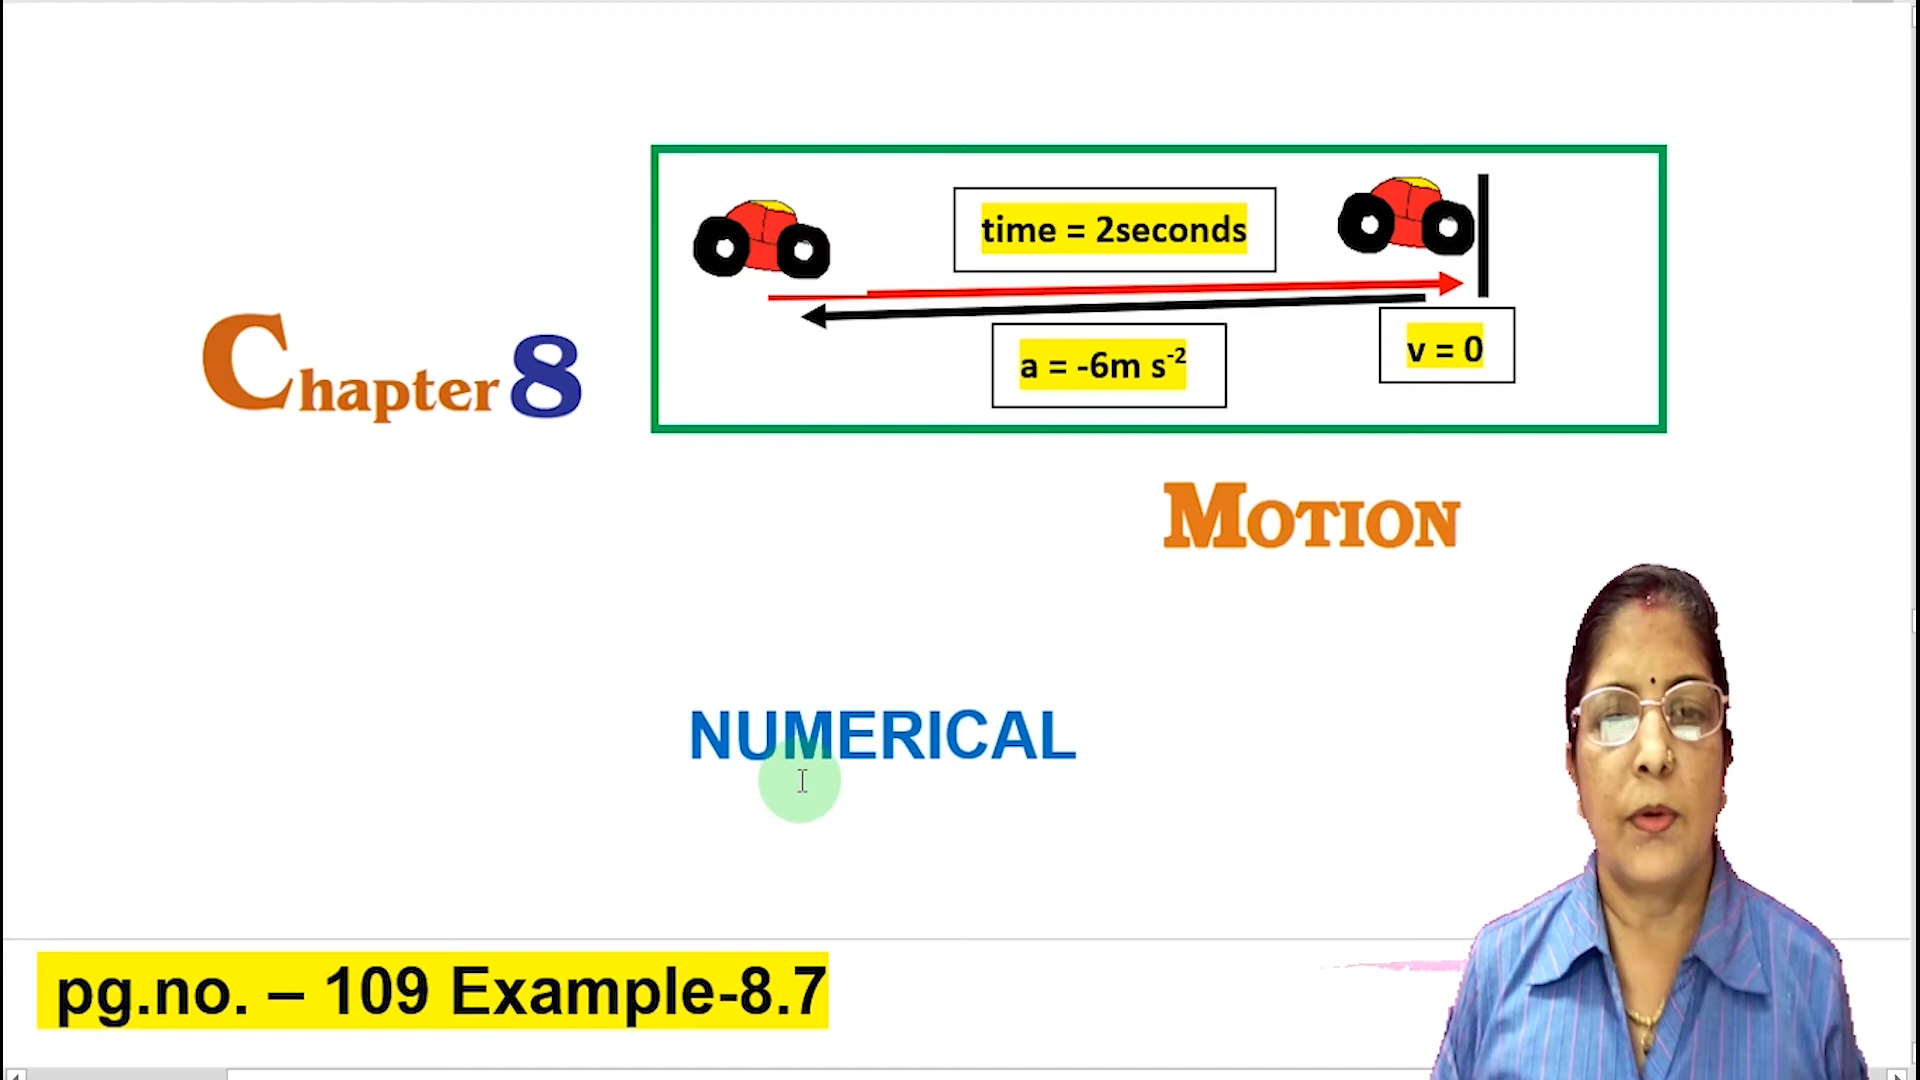 time = 2seconds
Chapter 8
a = -6m s⁻²
v = 0
MOTION
NUMERICAL
pg.no. – 109 Example-8.7